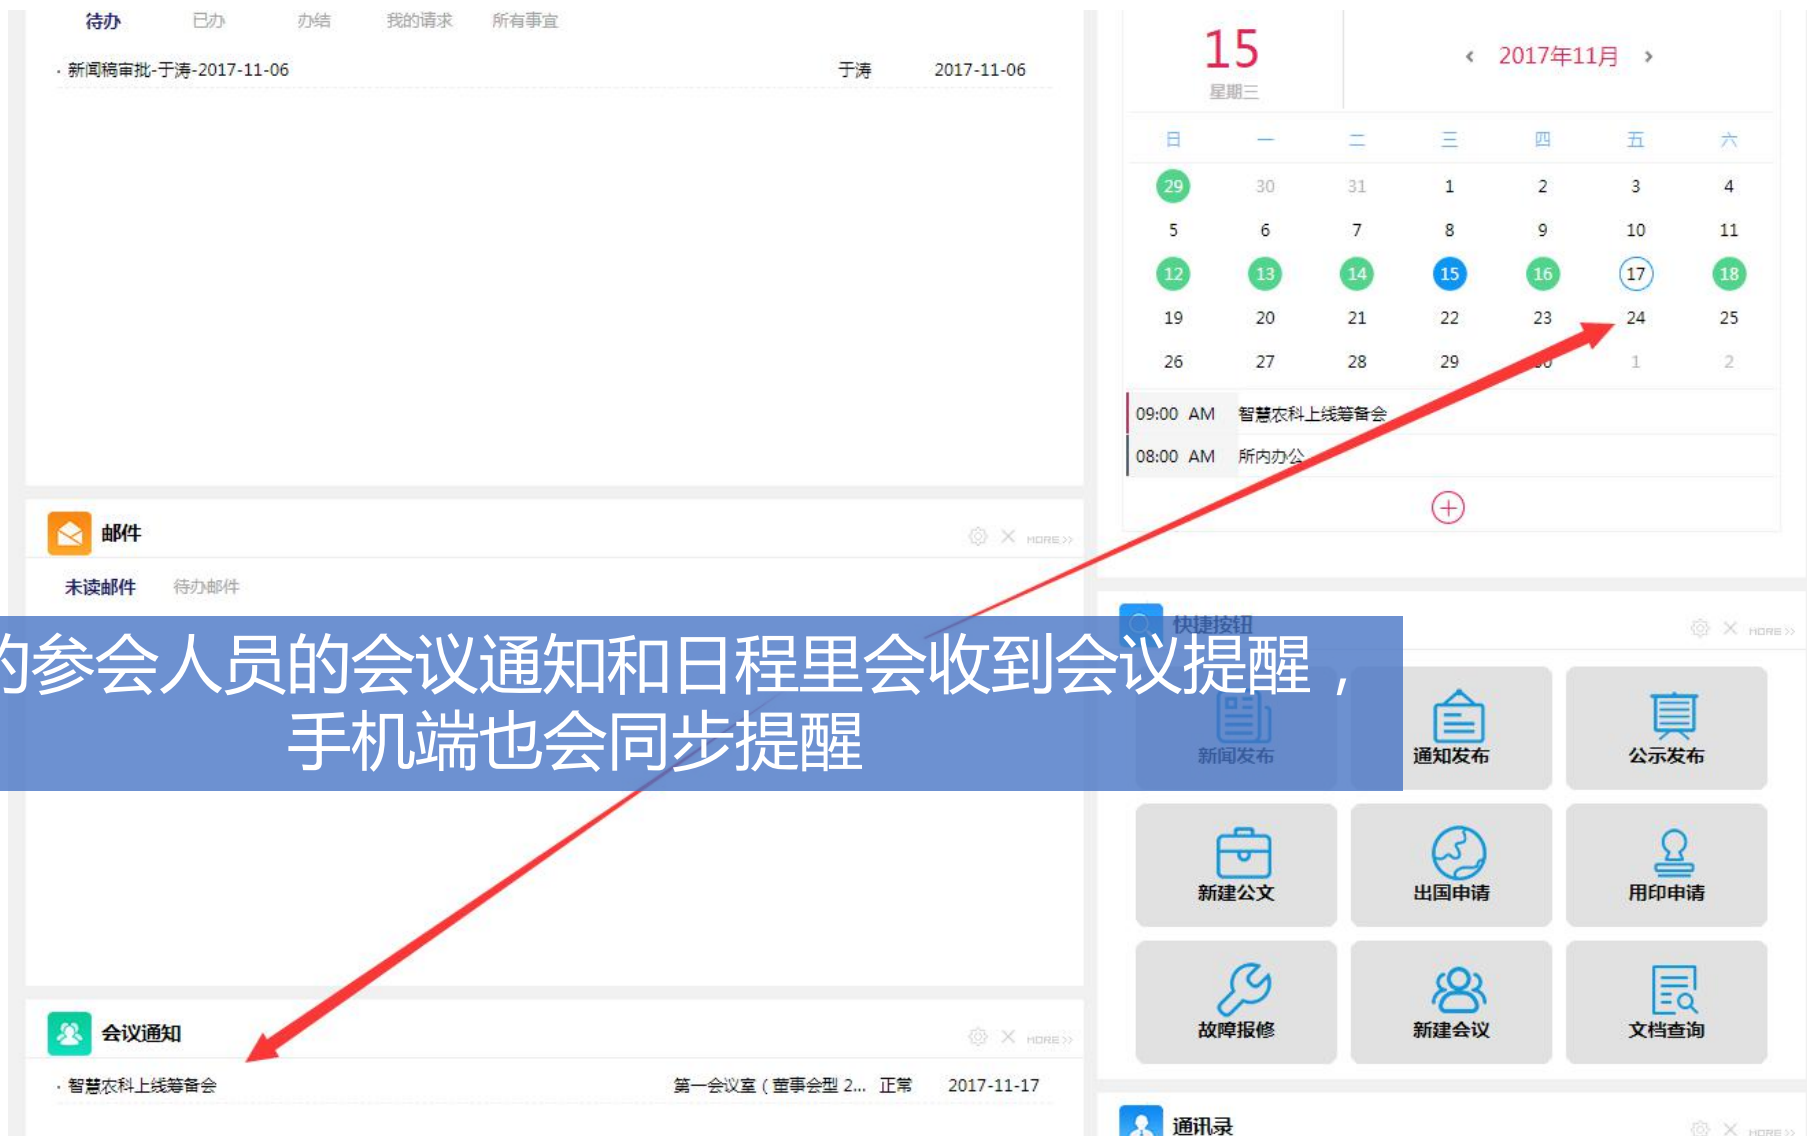 待办 已办 办结 我的请求 所有事宜
· 新闻稿审批-于涛-2017-11-06 于涛 2017-11-06
15
星期三
‹ 2017年11月 ›
日 一 二 三 四 五 六
29 30 31 1 2 3 4
5 6 7 8 9 10 11
12 13 14 15 16 17 18
19 20 21 22 23 24 25
26 27 28 29 30 1 2
09:00 AM 智慧农科上线筹备会
08:00 AM 所内办公
邮件 MORE>>
未读邮件 待办邮件
的参会人员的会议通知和日程里会收到会议提醒，
手机端也会同步提醒
会议通知 MORE>>
· 智慧农科上线筹备会 第一会议室（董事会型 2... 正常 2017-11-17
快捷按钮 MORE>>
新闻发布 通知发布 公示发布
新建公文 出国申请 用印申请
故障报修 新建会议 文档查询
通讯录 MORE>>